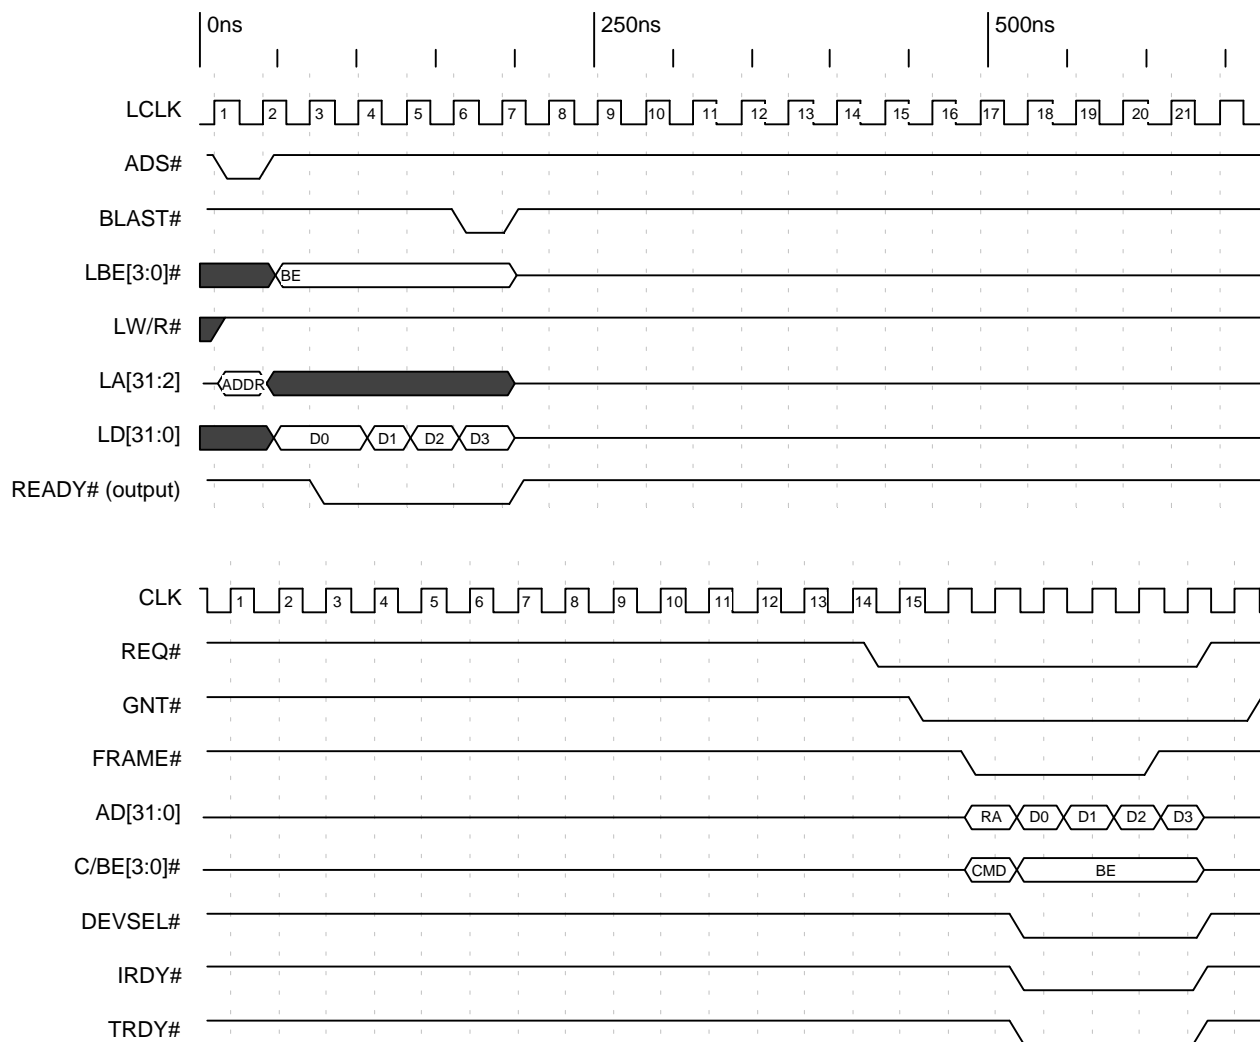 0ns 250ns 500ns
LCLK 1 2 3 4 5 6 7 8 9 10 11 12 13 14 15 16 17 18 19 20 21
ADS#
BLAST#
LBE[3:0]# BE
LW/R#
LA[31:2] ADDR
LD[31:0] D0 D1 D2 D3
READY# (output)
CLK 1 2 3 4 5 6 7 8 9 10 11 12 13 14 15
REQ#
GNT#
FRAME#
AD[31:0] RA D0 D1 D2 D3
C/BE[3:0]# CMD BE
DEVSEL#
IRDY#
TRDY#